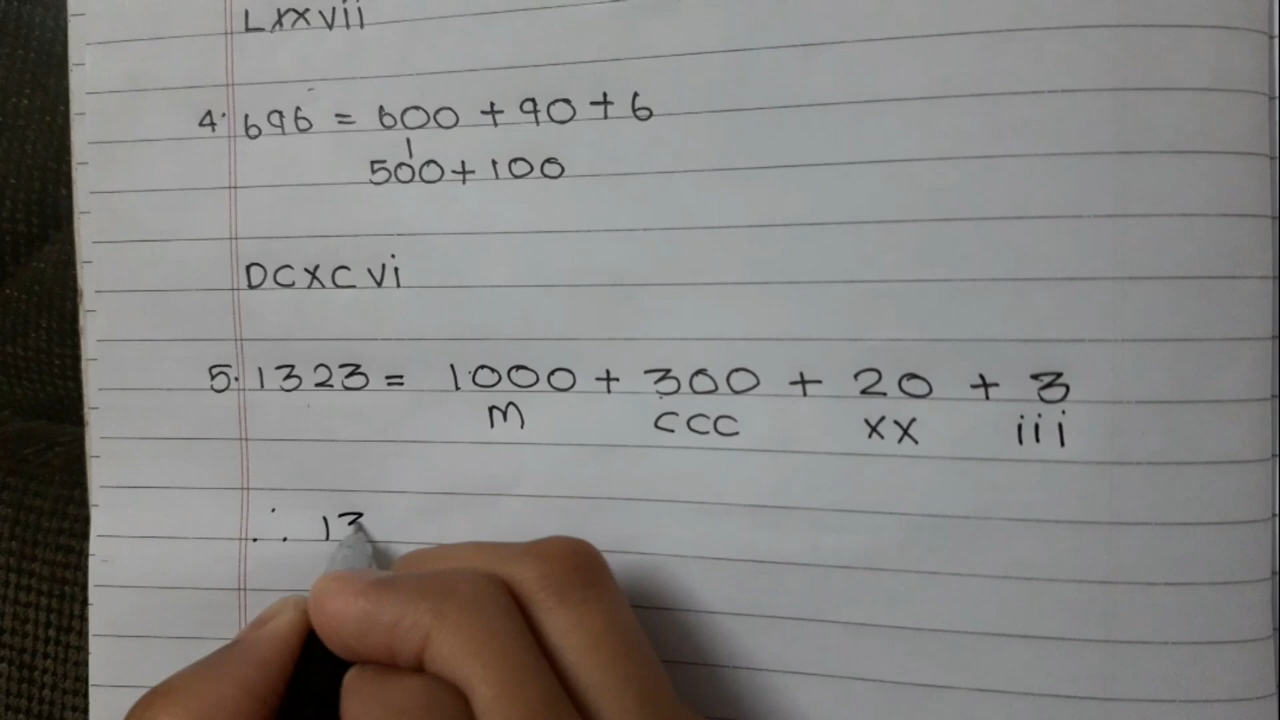 LXXVii
4. 696 = 600 + 90 + 6
500 + 100
DCXCVi
5. 1323 = 1000 + 300 + 20 + 3
m CCC XX iii
∴ 13